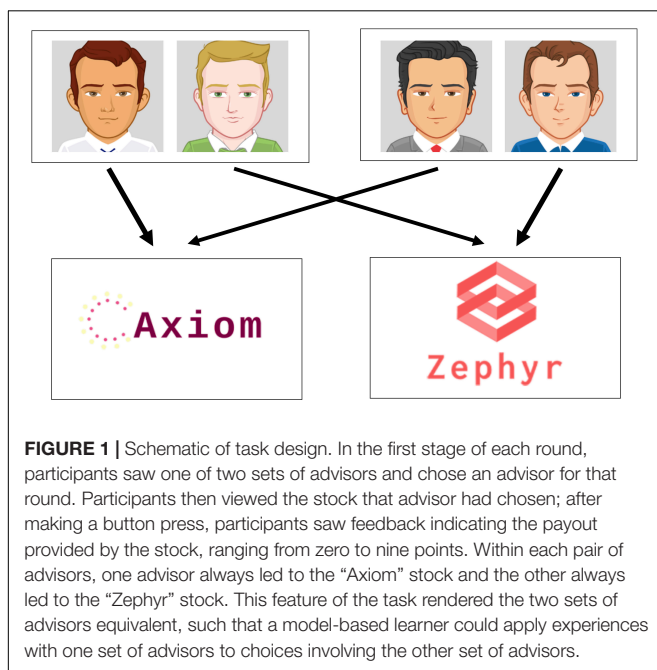 Axiom
Zephyr
FIGURE 1 | Schematic of task design. In the first stage of each round,
participants saw one of two sets of advisors and chose an advisor for that
round. Participants then viewed the stock that advisor had chosen; after
making a button press, participants saw feedback indicating the payout
provided by the stock, ranging from zero to nine points. Within each pair of
advisors, one advisor always led to the “Axiom” stock and the other always
led to the “Zephyr” stock. This feature of the task rendered the two sets of
advisors equivalent, such that a model-based learner could apply experiences
with one set of advisors to choices involving the other set of advisors.